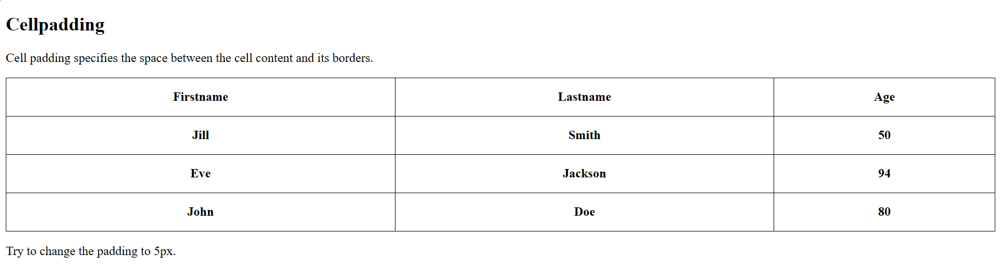 Cellpadding
Cell padding specifies the space between the cell content and its borders.
Firstname Lastname Age
Jill Smith 50
Eve Jackson 94
John Doe 80
Try to change the padding to 5px.